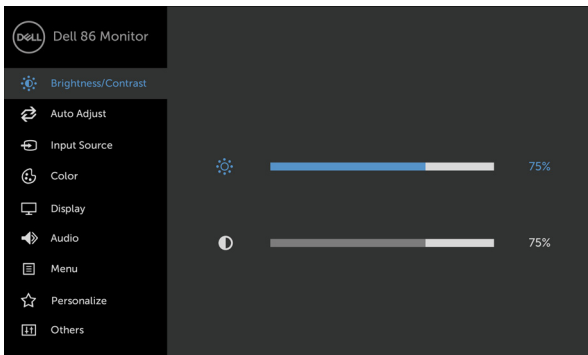 DELL Dell 86 Monitor
Brightness/Contrast
Auto Adjust
Input Source
Color
Display
Audio
Menu
Personalize
Others
75%
75%